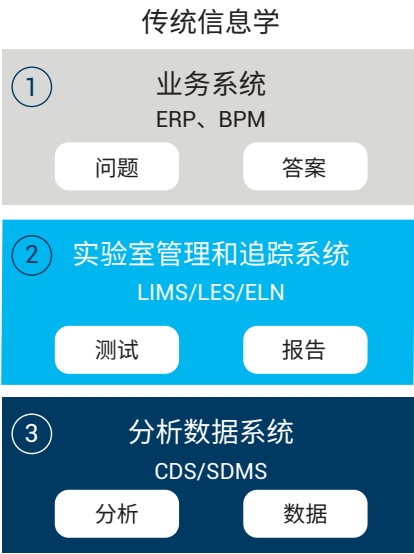 传统信息学
1 业务系统
ERP、BPM
问题 答案
2 实验室管理和追踪系统
LIMS/LES/ELN
测试 报告
3 分析数据系统
CDS/SDMS
分析 数据